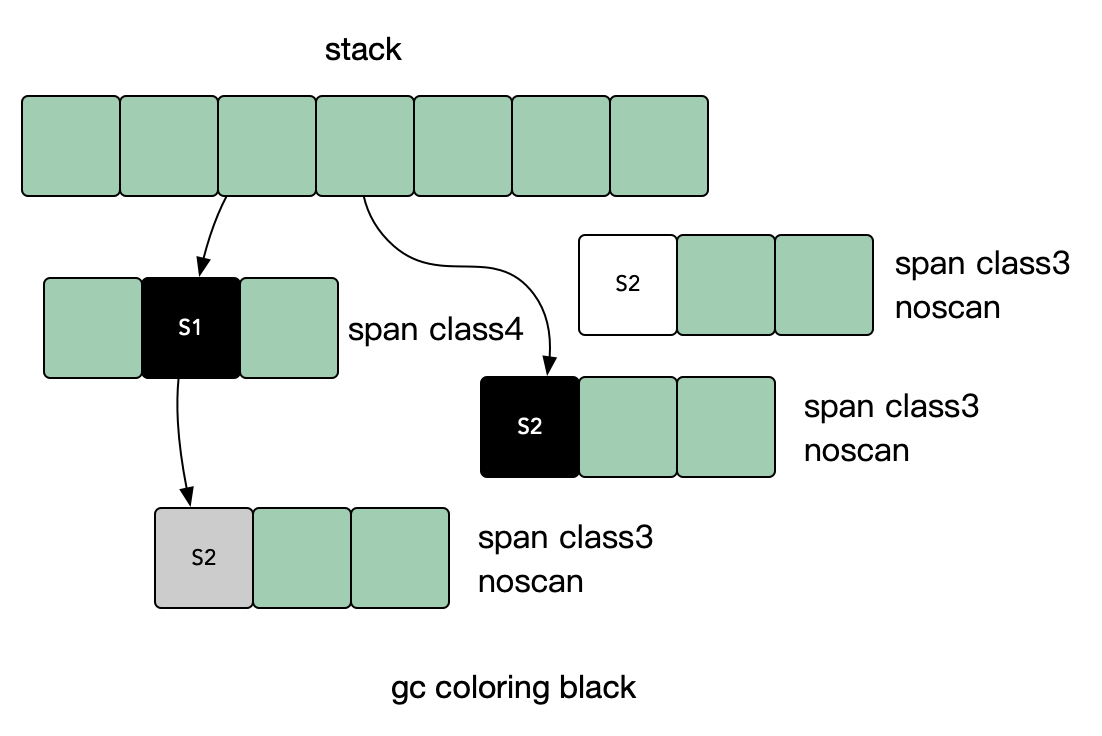 stack
S2
span class3
noscan
S1
span class4
S2
span class3
noscan
S2
span class3
noscan
gc coloring black